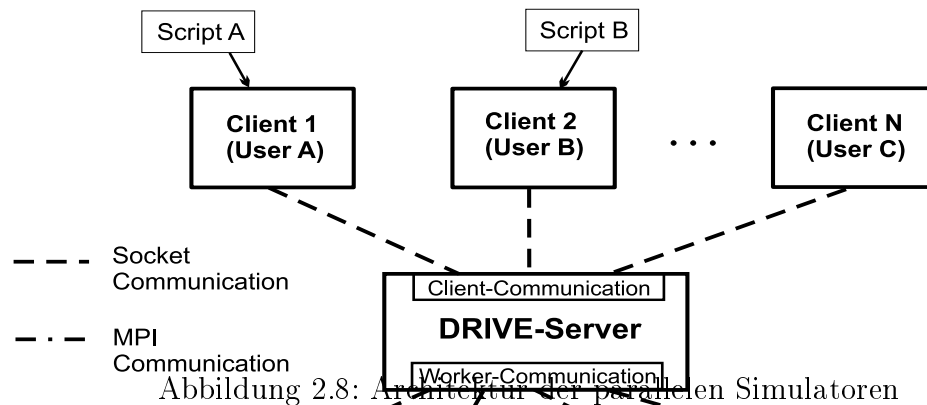 Script A
Script B
Client 1
(User A)
Client 2
(User B)
. . .
Client N
(User C)
Socket
Communication
Client-Communication
DRIVE-Server
MPI
Communication
Worker-Communication
Abbildung 2.8: Architektur der parallelen Simulatoren